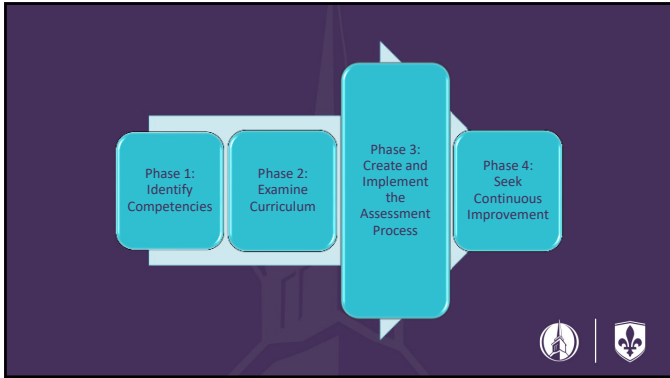 Phase 1:
Identify
Competencies
Phase 2:
Examine
Curriculum
Phase 3:
Create and
Implement
the
Assessment
Process
Phase 4:
Seek
Continuous
Improvement